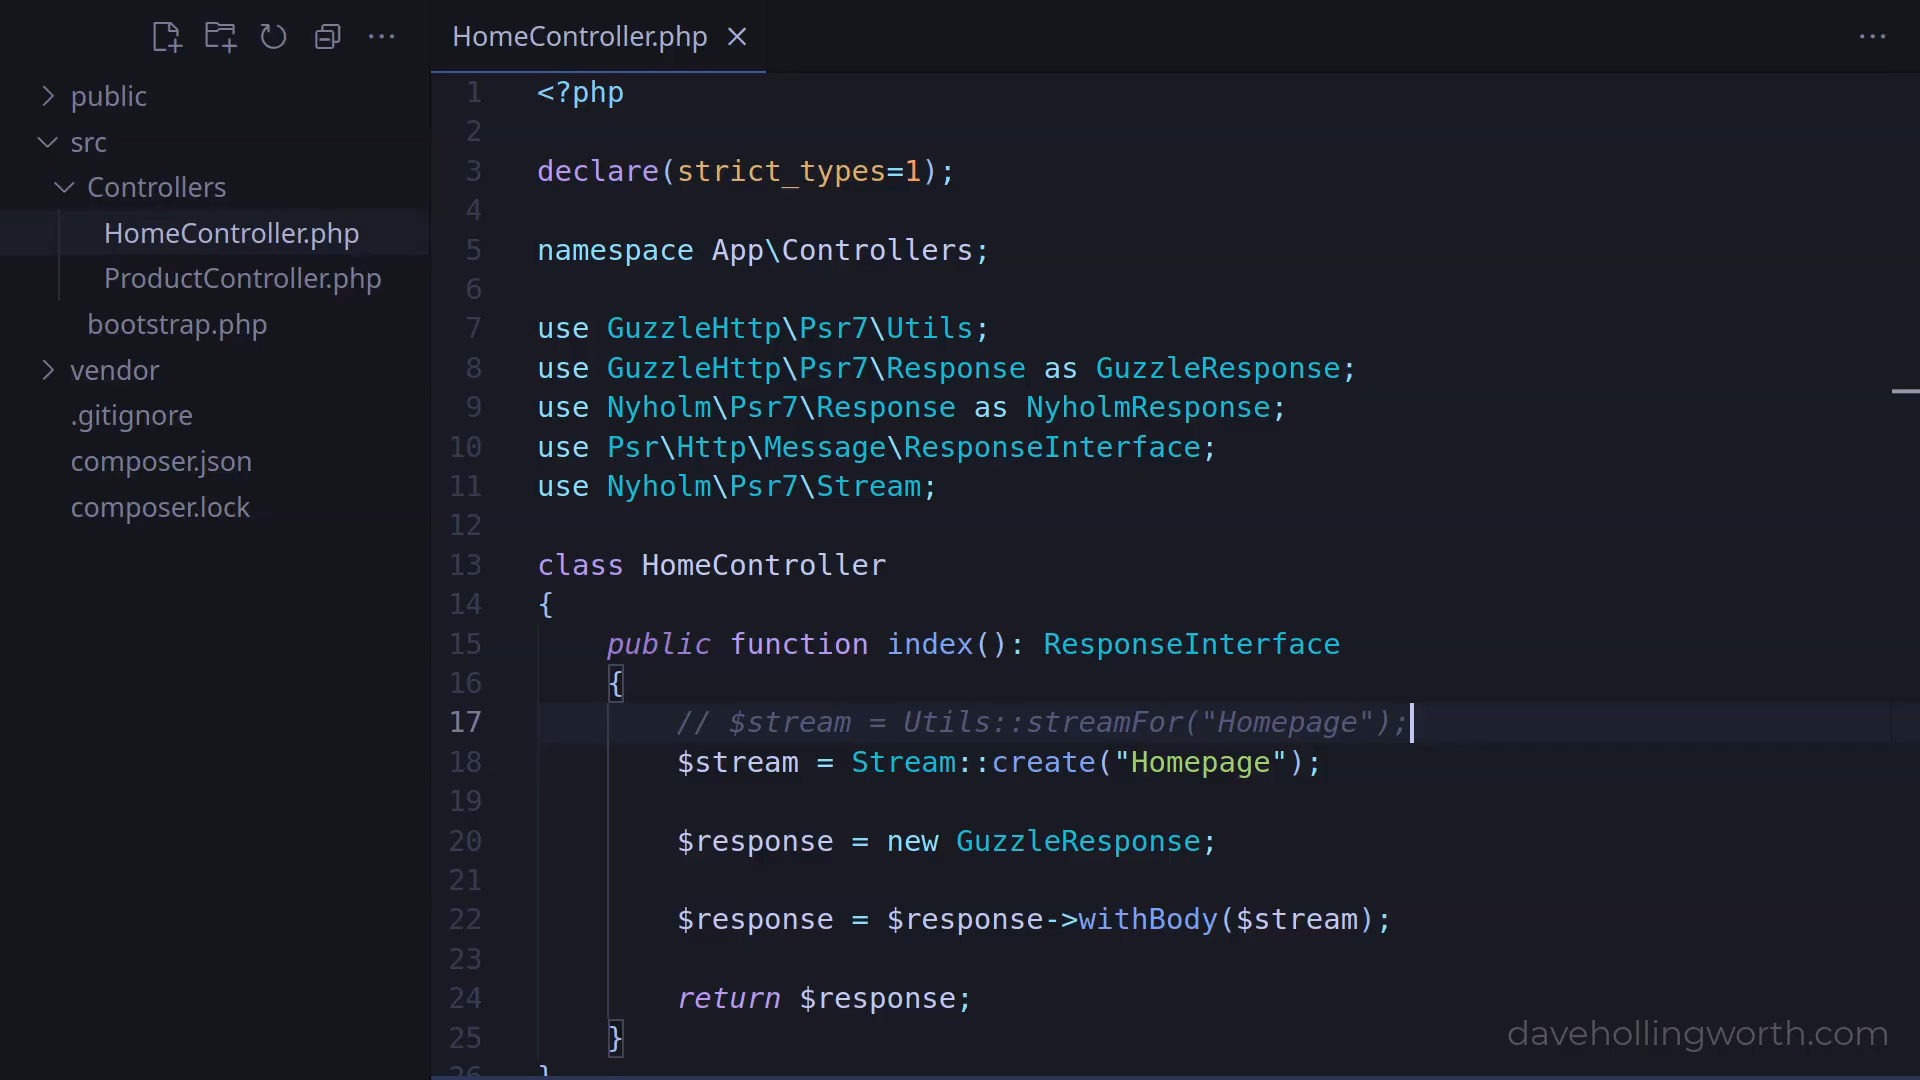 public
src
Controllers
HomeController.php
ProductController.php
bootstrap.php
vendor
.gitignore
composer.json
composer.lock
HomeController.php
1 <?php
2
3 declare(strict_types=1);
4
5 namespace App\Controllers;
6
7 use GuzzleHttp\Psr7\Utils;
8 use GuzzleHttp\Psr7\Response as GuzzleResponse;
9 use Nyholm\Psr7\Response as NyholmResponse;
10 use Psr\Http\Message\ResponseInterface;
11 use Nyholm\Psr7\Stream;
12
13 class HomeController
14 {
15     public function index(): ResponseInterface
16     {
17         // $stream = Utils::streamFor("Homepage");
18         $stream = Stream::create("Homepage");
19
20         $response = new GuzzleResponse;
21
22         $response = $response->withBody($stream);
23
24         return $response;
25     }
26 }
davehollingworth.com